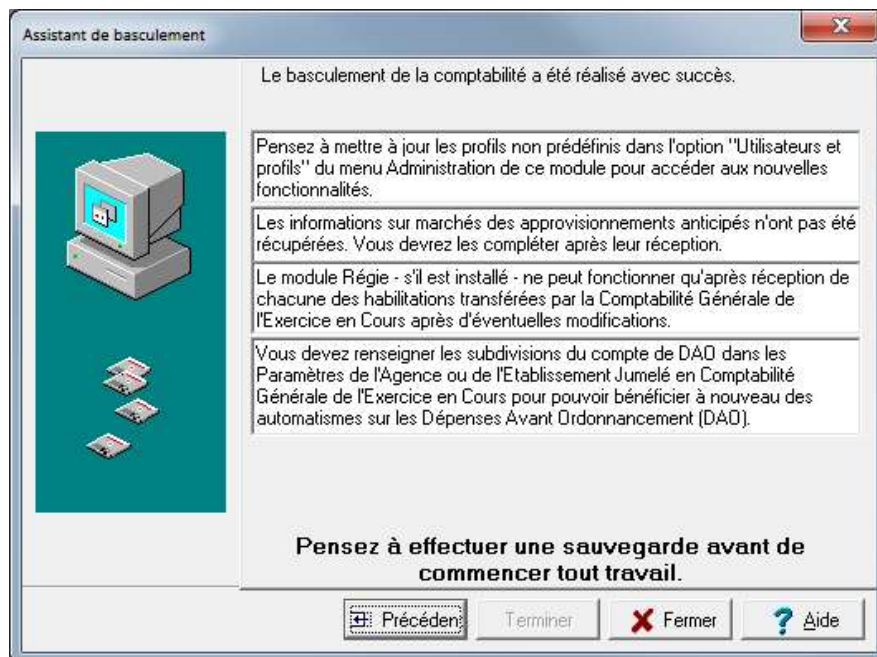 Assistant de basculement
Le basculement de la comptabilité a été réalisé avec succès.
Pensez à mettre à jour les profils non prédéfinis dans l'option "Utilisateurs et
profils" du menu Administration de ce module pour accéder aux nouvelles
fonctionnalités.
Les informations sur marchés des approvisionnements anticipés n'ont pas été
récupérées. Vous devrez les compléter après leur réception.
Le module Régie - s'il est installé - ne peut fonctionner qu'après réception de
chacune des habilitations transférées par la Comptabilité Générale de
l'Exercice en Cours après d'éventuelles modifications.
Vous devez renseigner les subdivisions du compte de DAO dans les
Paramètres de l'Agence ou de l'Etablissement Jumelé en Comptabilité
Générale de l'Exercice en Cours pour pouvoir bénéficier à nouveau des
automatismes sur les Dépenses Avant Ordonnancement (DAO).
Pensez à effectuer une sauvegarde avant de
commencer tout travail.
Précéden
Terminer
Fermer
Aide